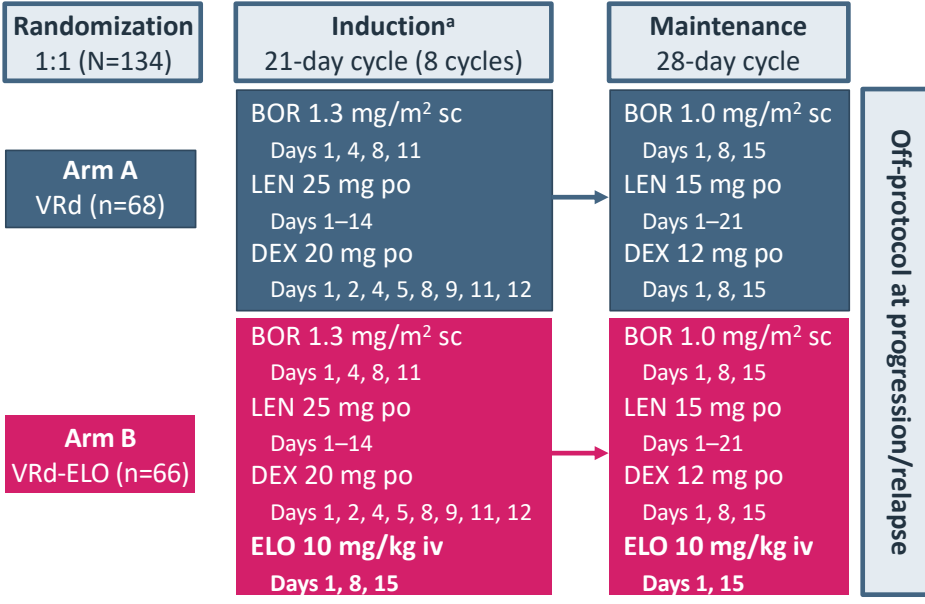 Randomization
1:1 (N=134)
Inductionᵃ
21-day cycle (8 cycles)
Maintenance
28-day cycle
Arm A
VRd (n=68)
BOR 1.3 mg/m² sc
Days 1, 4, 8, 11
LEN 25 mg po
Days 1–14
DEX 20 mg po
Days 1, 2, 4, 5, 8, 9, 11, 12
BOR 1.0 mg/m² sc
Days 1, 8, 15
LEN 15 mg po
Days 1–21
DEX 12 mg po
Days 1, 8, 15
Arm B
VRd-ELO (n=66)
BOR 1.3 mg/m² sc
Days 1, 4, 8, 11
LEN 25 mg po
Days 1–14
DEX 20 mg po
Days 1, 2, 4, 5, 8, 9, 11, 12
ELO 10 mg/kg iv
Days 1, 8, 15
BOR 1.0 mg/m² sc
Days 1, 8, 15
LEN 15 mg po
Days 1–21
DEX 12 mg po
Days 1, 8, 15
ELO 10 mg/kg iv
Days 1, 15
Off-protocol at progression/relapse